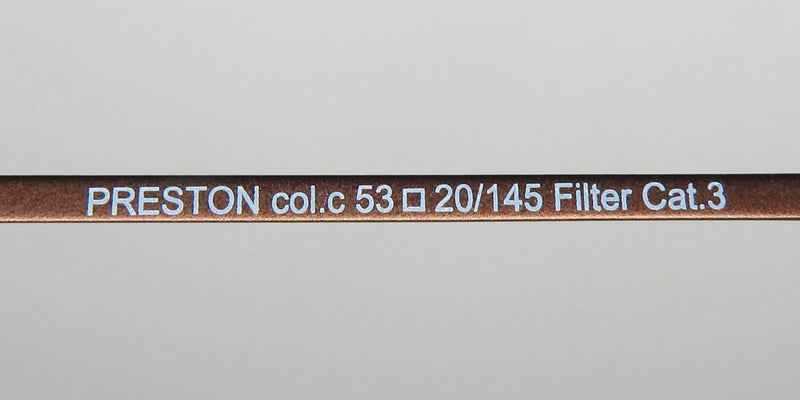 PRESTON col.c 53□20/145 Filter Cat.3